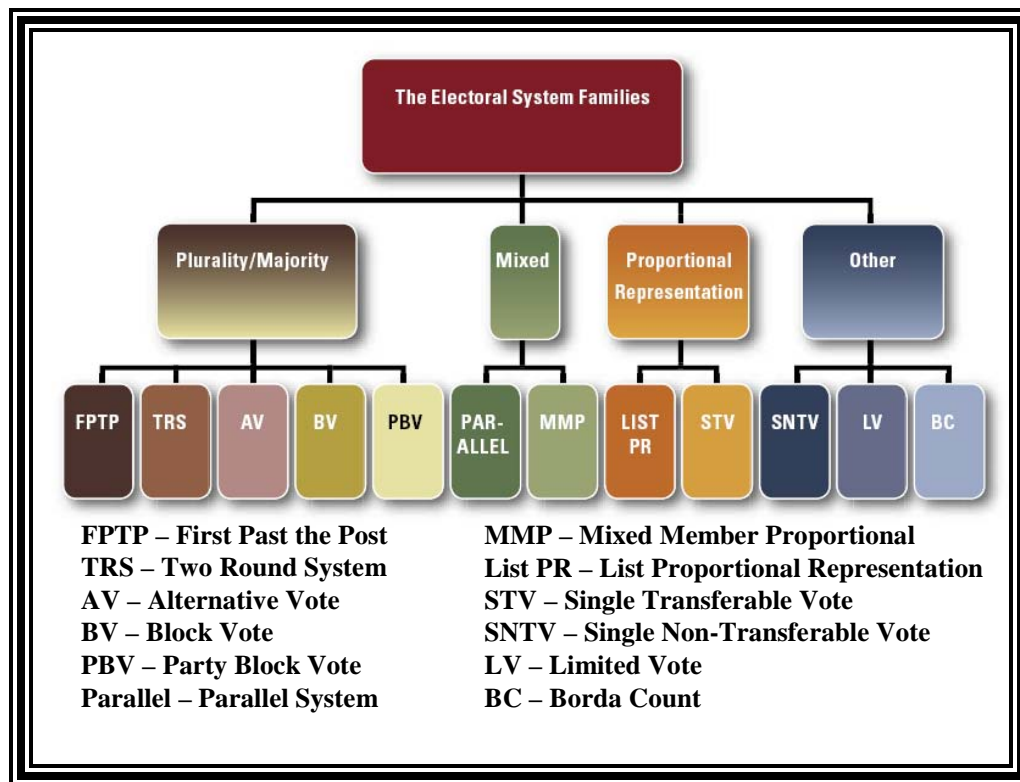 The Electoral System Families
Plurality/Majority
Mixed
Proportional
Representation
Other
FPTP
TRS
AV
BV
PBV
PAR-
ALLEL
MMP
LIST
PR
STV
SNTV
LV
BC
FPTP – First Past the Post
TRS – Two Round System
AV – Alternative Vote
BV – Block Vote
PBV – Party Block Vote
Parallel – Parallel System
MMP – Mixed Member Proportional
List PR – List Proportional Representation
STV – Single Transferable Vote
SNTV – Single Non-Transferable Vote
LV – Limited Vote
BC – Borda Count